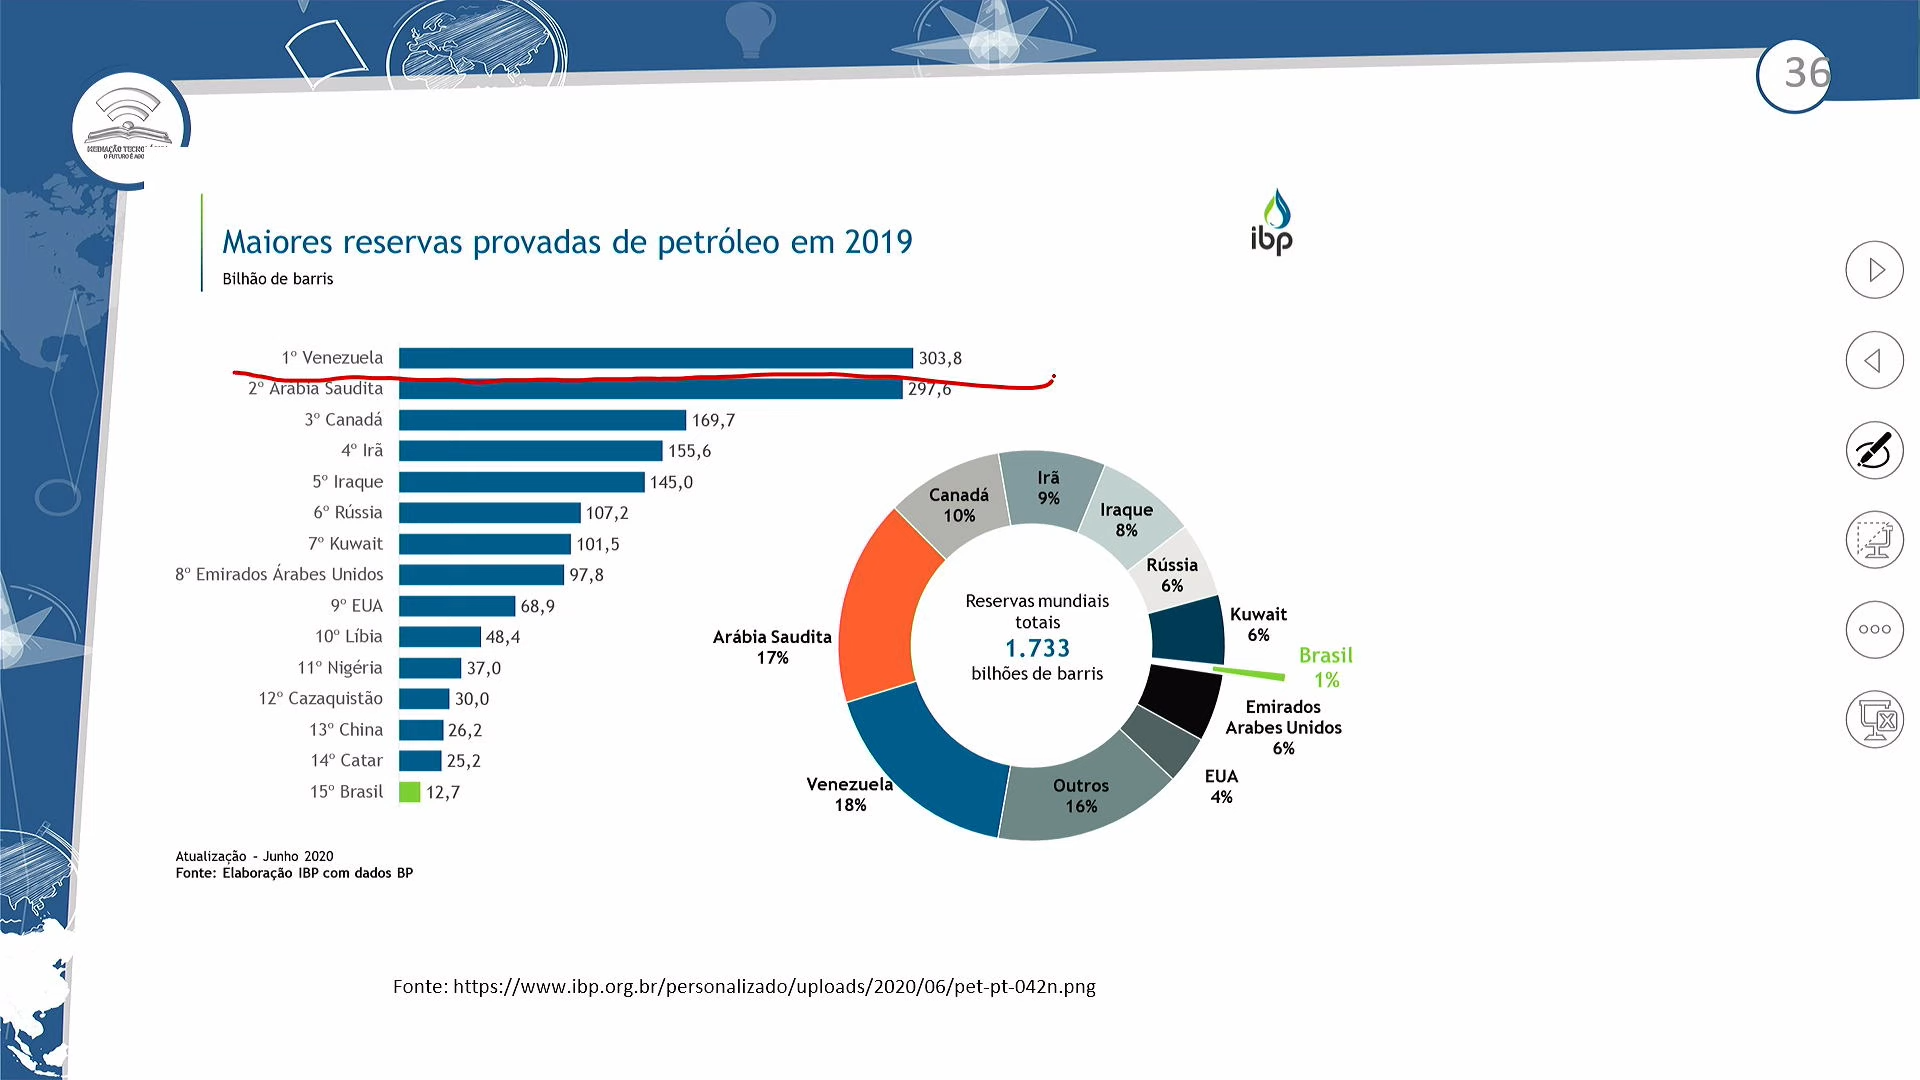 36
MEDIAÇÃO TECNO
O FUTURO É AGO
Maiores reservas provadas de petróleo em 2019
Bilhão de barris
ibp
1º Venezuela 303,8
2º Arábia Saudita 297,6
3º Canadá 169,7
4º Irã 155,6
5º Iraque 145,0
6º Rússia 107,2
7º Kuwait 101,5
8º Emirados Árabes Unidos 97,8
9º EUA 68,9
10º Líbia 48,4
11º Nigéria 37,0
12º Cazaquistão 30,0
13º China 26,2
14º Catar 25,2
15º Brasil 12,7
Irã
9%
Canadá
10%
Iraque
8%
Rússia
6%
Kuwait
6%
Brasil
1%
Emirados
Arabes Unidos
6%
EUA
4%
Outros
16%
Venezuela
18%
Arábia Saudita
17%
Reservas mundiais
totais
1.733
bilhões de barris
Atualização - Junho 2020
Fonte: Elaboração IBP com dados BP
Fonte: https://www.ibp.org.br/personalizado/uploads/2020/06/pet-pt-042n.png